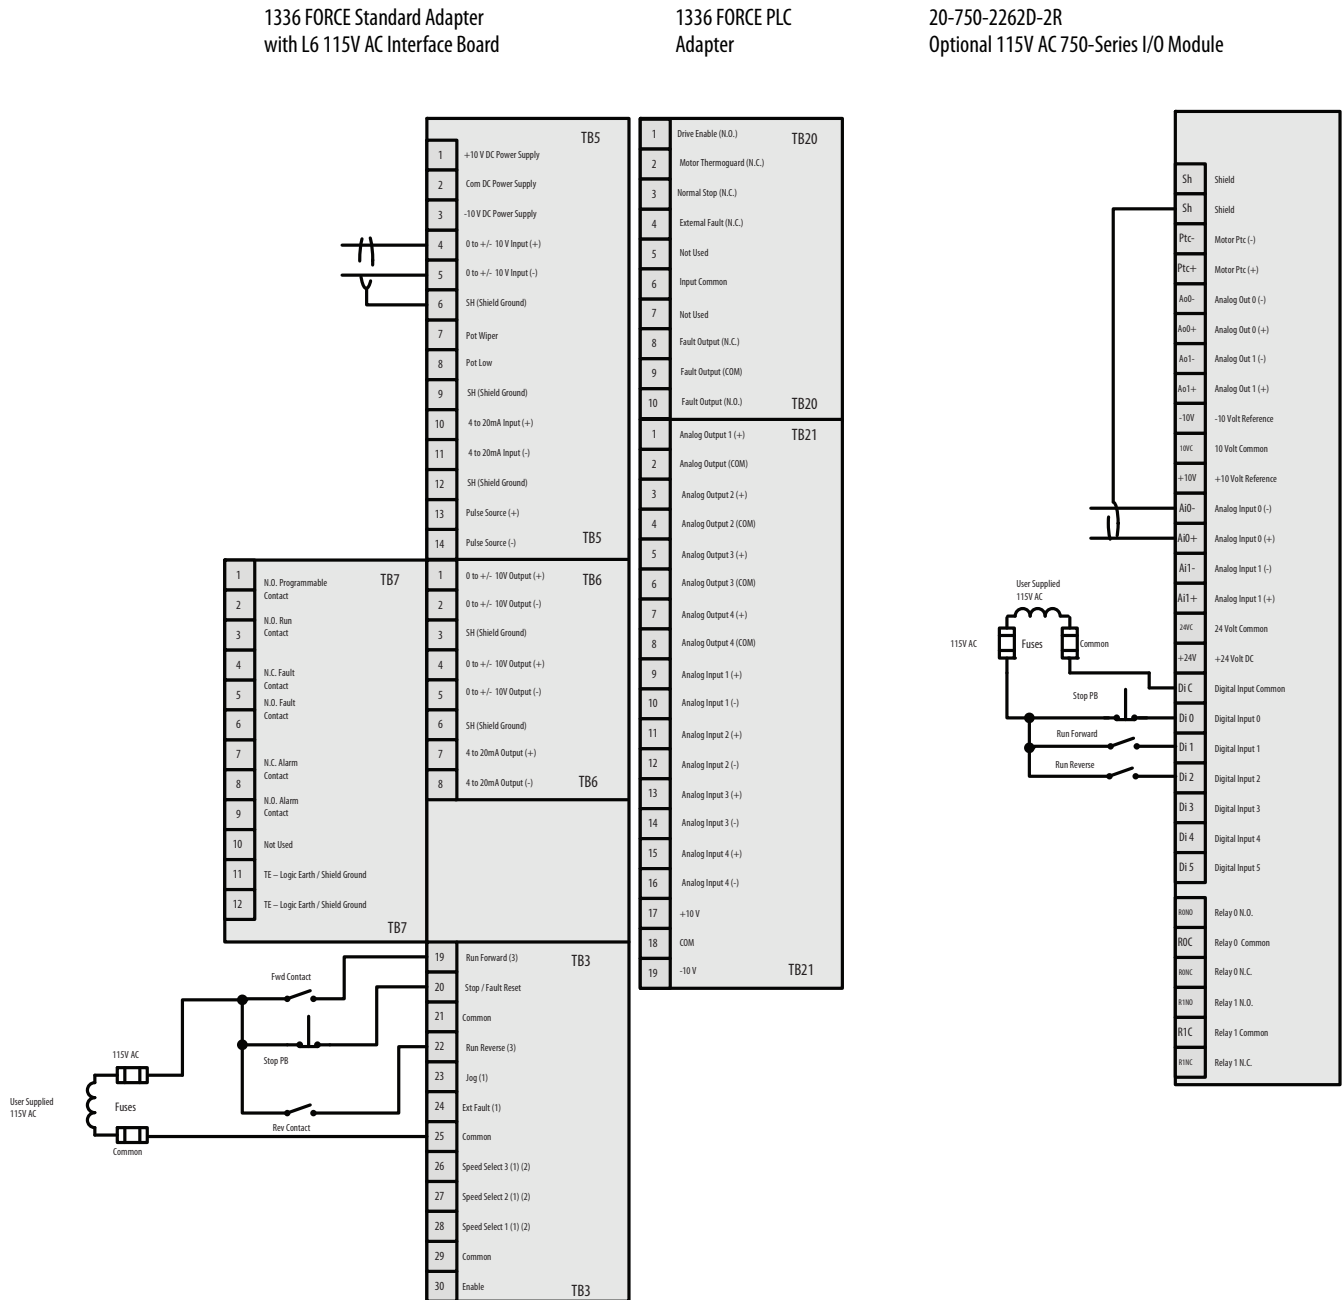 1336 FORCE Standard Adapter
with L6 115V AC Interface Board
1336 FORCE PLC
Adapter
20-750-2262D-2R
Optional 115V AC 750-Series I/O Module
TB5
1 +10 V DC Power Supply
2 Com DC Power Supply
3 -10 V DC Power Supply
4 0 to +/- 10 V Input (+)
5 0 to +/- 10 V Input (-)
6 SH (Shield Ground)
7 Pot Wiper
8 Pot Low
9 SH (Shield Ground)
10 4 to 20mA Input (+)
11 4 to 20mA Input (-)
12 SH (Shield Ground)
13 Pulse Source (+)
14 Pulse Source (-)
TB5
TB6
1 0 to +/- 10V Output (+)
2 0 to +/- 10V Output (-)
3 SH (Shield Ground)
4 0 to +/- 10V Output (+)
5 0 to +/- 10V Output (-)
6 SH (Shield Ground)
7 4 to 20mA Output (+)
8 4 to 20mA Output (-)
TB6
TB7
1
N.O. Programmable
Contact
2
N.O. Run
Contact
3
4
N.C. Fault
Contact
5
N.O. Fault
Contact
6
7
N.C. Alarm
Contact
8
N.O. Alarm
Contact
9
10 Not Used
11 TE – Logic Earth / Shield Ground
12 TE – Logic Earth / Shield Ground
TB7
TB3
19 Run Forward (3)
20 Stop / Fault Reset
21 Common
22 Run Reverse (3)
23 Jog (1)
24 Ext Fault (1)
25 Common
26 Speed Select 3 (1) (2)
27 Speed Select 2 (1) (2)
28 Speed Select 1 (1) (2)
29 Common
30 Enable
TB3
Fwd Contact
Stop PB
Rev Contact
115V AC
User Supplied
115V AC
Fuses
Common
TB20
1 Drive Enable (N.O.)
2 Motor Thermoguard (N.C.)
3 Normal Stop (N.C.)
4 External Fault (N.C.)
5 Not Used
6 Input Common
7 Not Used
8 Fault Output (N.C.)
9 Fault Output (COM)
10 Fault Output (N.O.)
TB20
TB21
1 Analog Output 1 (+)
2 Analog Output (COM)
3 Analog Output 2 (+)
4 Analog Output 2 (COM)
5 Analog Output 3 (+)
6 Analog Output 3 (COM)
7 Analog Output 4 (+)
8 Analog Output 4 (COM)
9 Analog Input 1 (+)
10 Analog Input 1 (-)
11 Analog Input 2 (+)
12 Analog Input 2 (-)
13 Analog Input 3 (+)
14 Analog Input 3 (-)
15 Analog Input 4 (+)
16 Analog Input 4 (-)
17 +10 V
18 COM
19 -10 V
TB21
Sh Shield
Sh Shield
Ptc- Motor Ptc (-)
Ptc+ Motor Ptc (+)
Ao0- Analog Out 0 (-)
Ao0+ Analog Out 0 (+)
Ao1- Analog Out 1 (-)
Ao1+ Analog Out 1 (+)
-10V -10 Volt Reference
10VC 10 Volt Common
+10V +10 Volt Reference
Ai0- Analog Input 0 (-)
Ai0+ Analog Input 0 (+)
Ai1- Analog Input 1 (-)
Ai1+ Analog Input 1 (+)
24VC 24 Volt Common
+24V +24 Volt DC
Di C Digital Input Common
Di 0 Digital Input 0
Di 1 Digital Input 1
Di 2 Digital Input 2
Di 3 Digital Input 3
Di 4 Digital Input 4
Di 5 Digital Input 5
R0NO Relay 0 N.O.
R0C Relay 0 Common
R0NC Relay 0 N.C.
R1NO Relay 1 N.O.
R1C Relay 1 Common
R1NC Relay 1 N.C.
User Supplied
115V AC
115V AC
Fuses
Common
Stop PB
Run Forward
Run Reverse